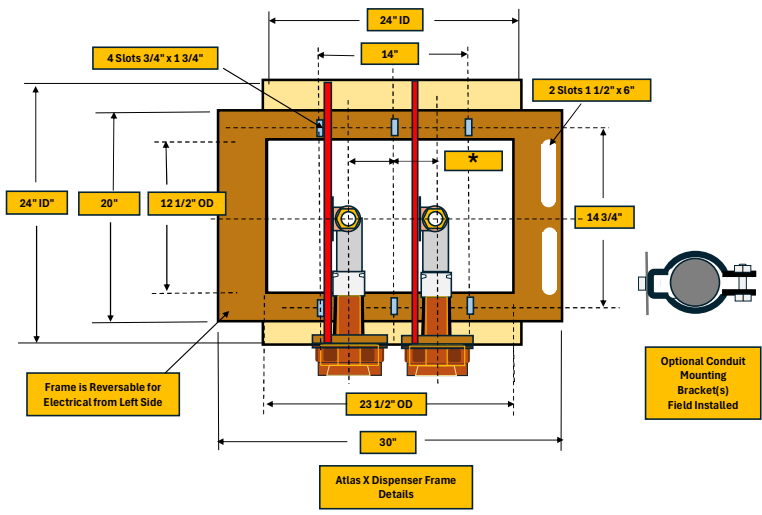 24" ID
14"
4 Slots 3/4" x 1 3/4"
2 Slots 1 1/2" x 6"
*
24" ID"
20"
12 1/2" OD
14 3/4"
Frame is Reversable for
Electrical from Left Side
Optional Conduit
Mounting
Bracket(s)
Field Installed
23 1/2" OD
30"
Atlas X Dispenser Frame
Details